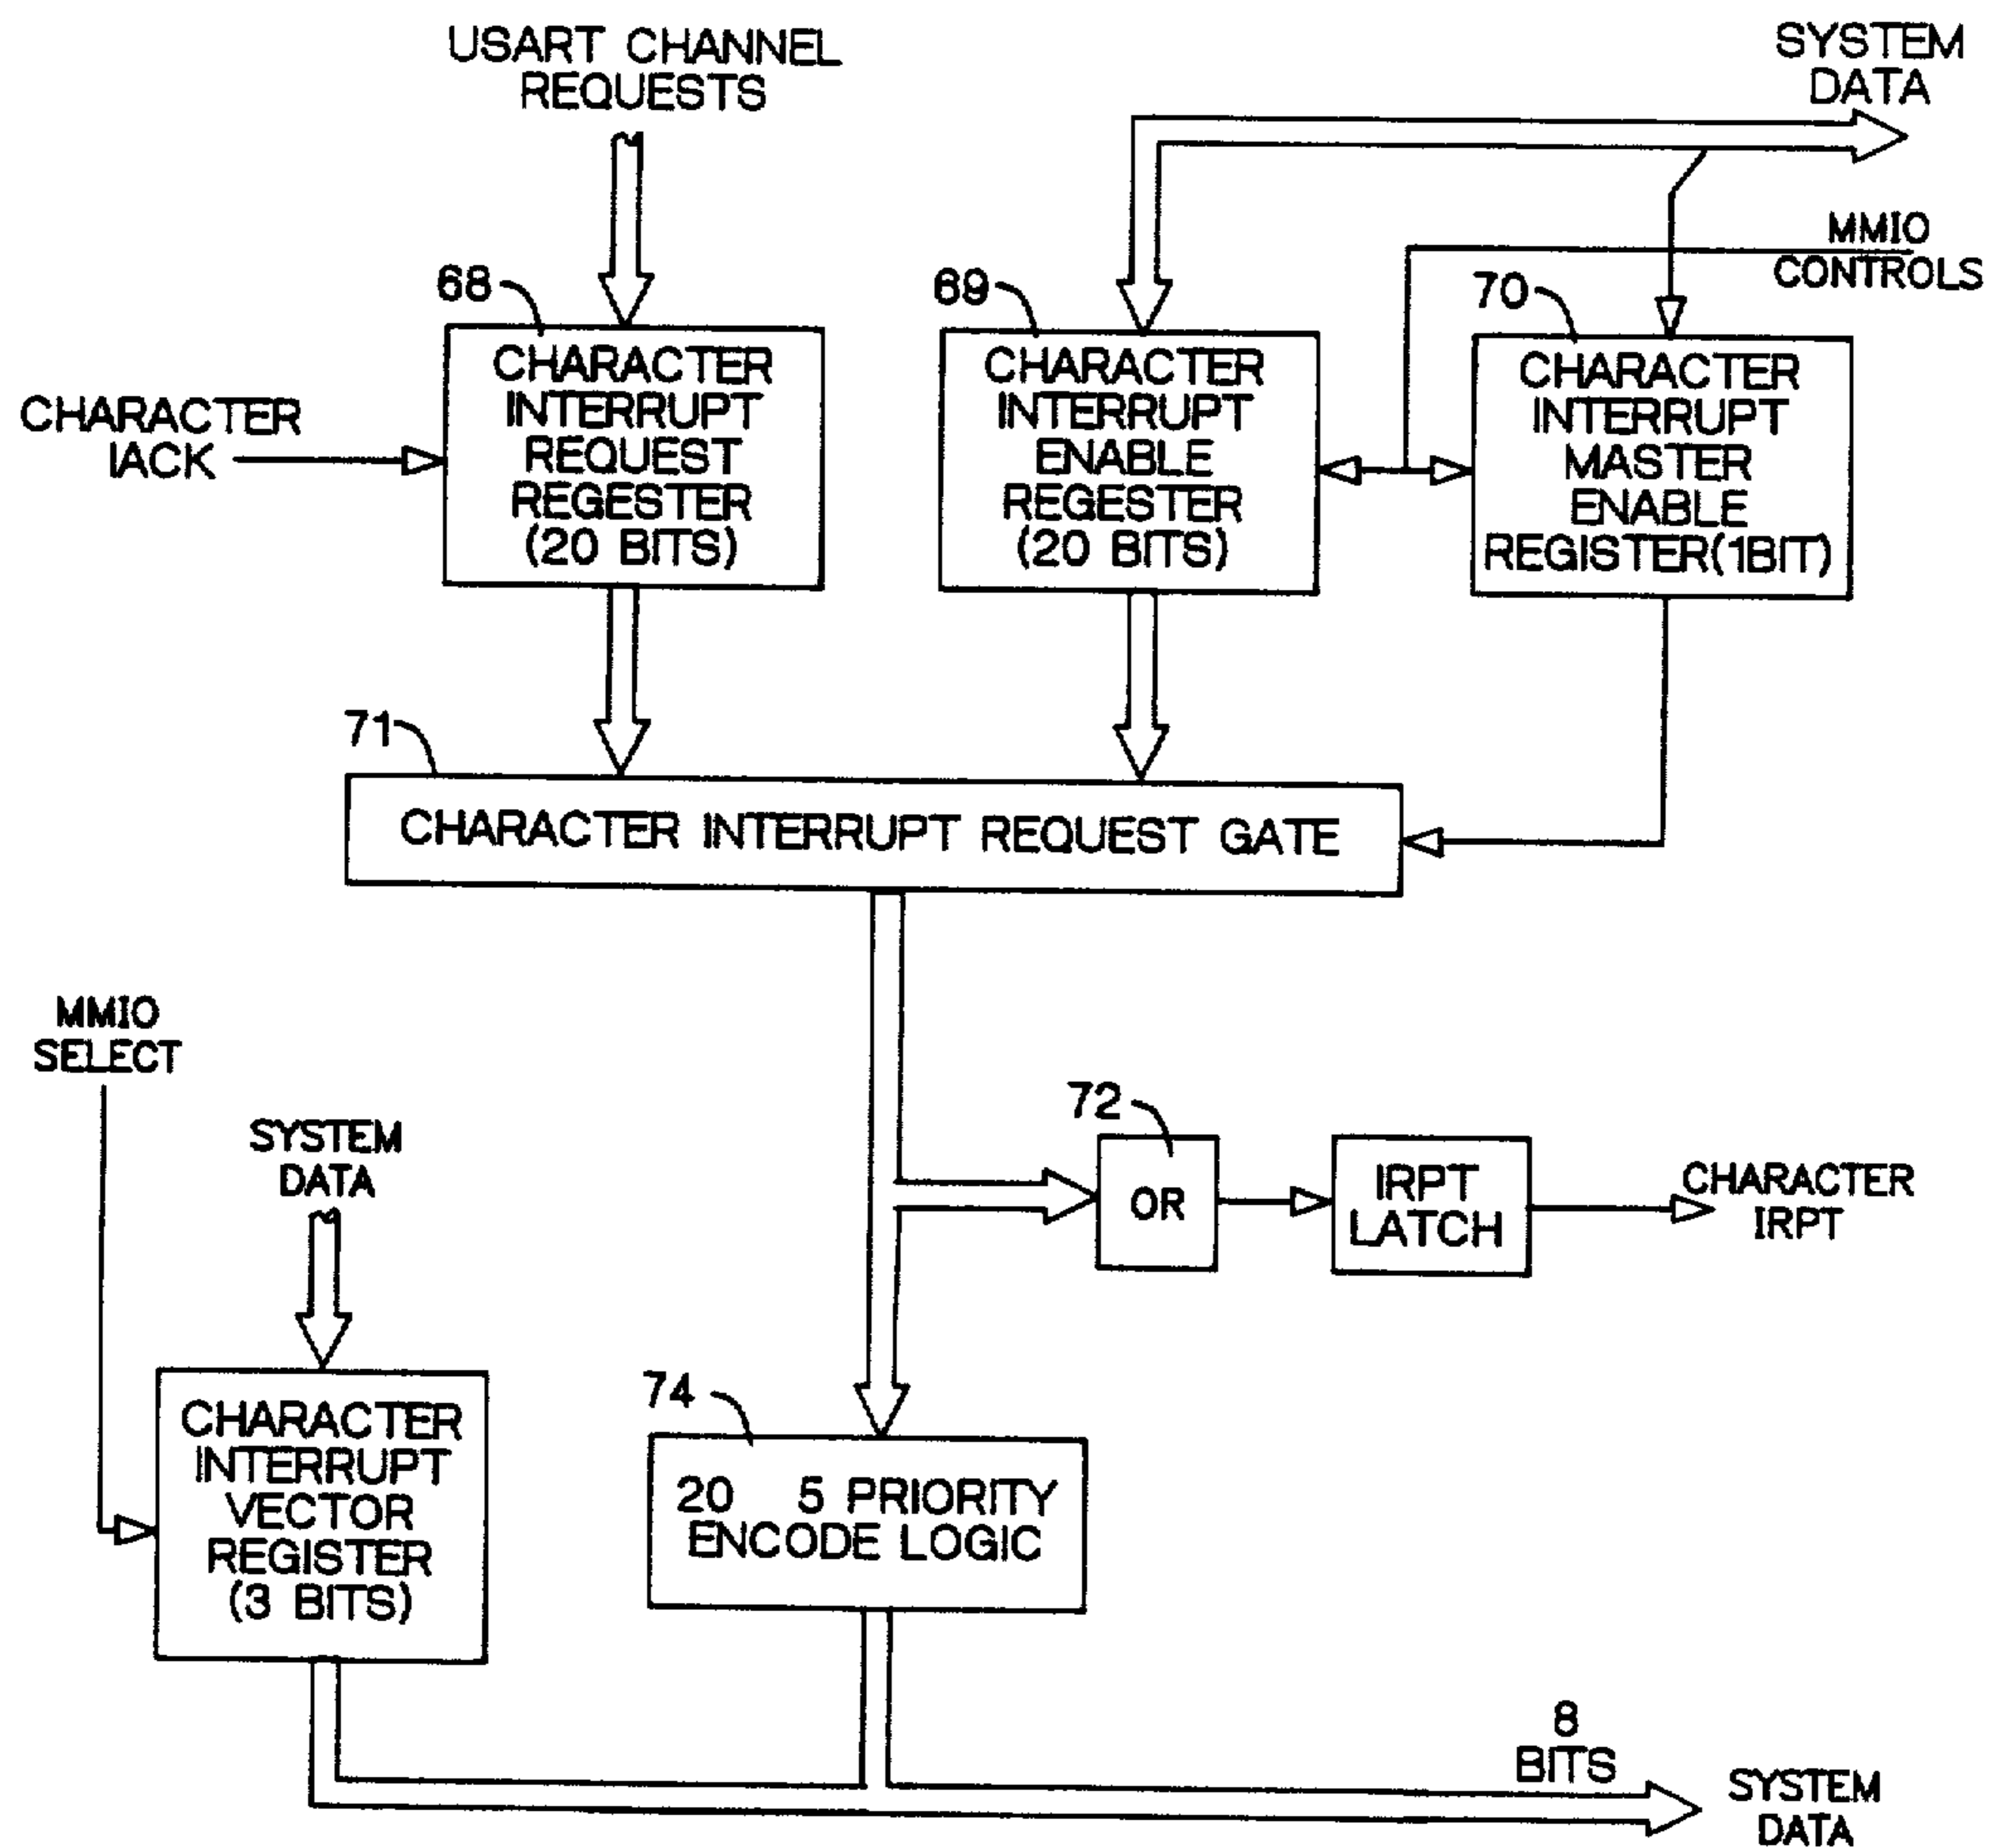 USART CHANNEL
REQUESTS
SYSTEM
DATA
MMIO
CONTROLS
68
69
70
CHARACTER
IACK
CHARACTER
INTERRUPT
REQUEST
REGESTER
(20 BITS)
CHARACTER
INTERRUPT
ENABLE
REGESTER
(20 BITS)
CHARACTER
INTERRUPT
MASTER
ENABLE
REGISTER(1BIT)
71
CHARACTER INTERRUPT REQUEST GATE
MMIO
SELECT
SYSTEM
DATA
72
OR
IRPT
LATCH
CHARACTER
IRPT
CHARACTER
INTERRUPT
VECTOR
REGISTER
(3 BITS)
74
20 5 PRIORITY
ENCODE LOGIC
8
BITS
SYSTEM
DATA